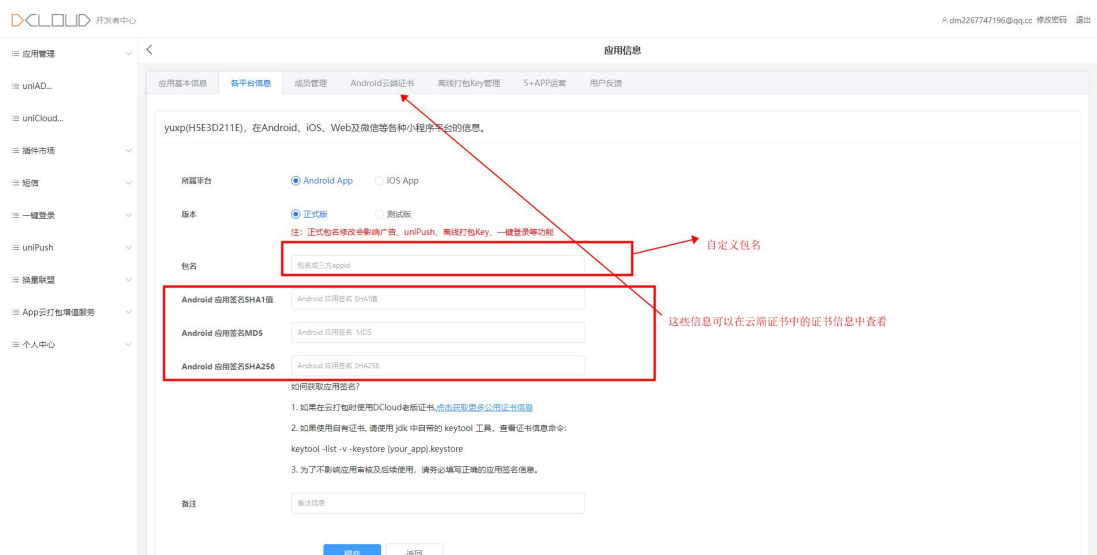 DCLOUD 开发者中心
dm2267747196@qq.cc 修改密码 退出
应用管理
uniAD...
uniCloud...
插件市场
短信
一键登录
uniPush
换量联盟
App云打包增值服务
个人中心
应用信息
应用基本信息 各平台信息 成员管理 Android云端证书 离线打包Key管理 5+APP运营 用户反馈
yuxp(H5E3D211E)，在Android、iOS、Web及微信等各种小程序平台的信息。
所属平台 Android App iOS App
版本 正式版 测试版
注：正式包名修改会影响广告、uniPush、离线打包Key、一键登录等功能
自定义包名
包名 包名或三方appid
Android 应用签名SHA1值 Android 应用签名 SHA1值
这些信息可以在云端证书中的证书信息中查看
Android 应用签名MD5 Android 应用签名 MD5
Android 应用签名SHA256 Android 应用签名 SHA256
如何获取应用签名?
1. 如果在云打包时使用DCloud老版证书,点击获取更多公用证书信息
2. 如果使用自有证书, 请使用 jdk 中自带的 keytool 工具，查看证书信息命令:
keytool -list -v -keystore {your_app}.keystore
3. 为了不影响应用审核及后续使用，请务必填写正确的应用签名信息。
备注 备注信息
提交 返回